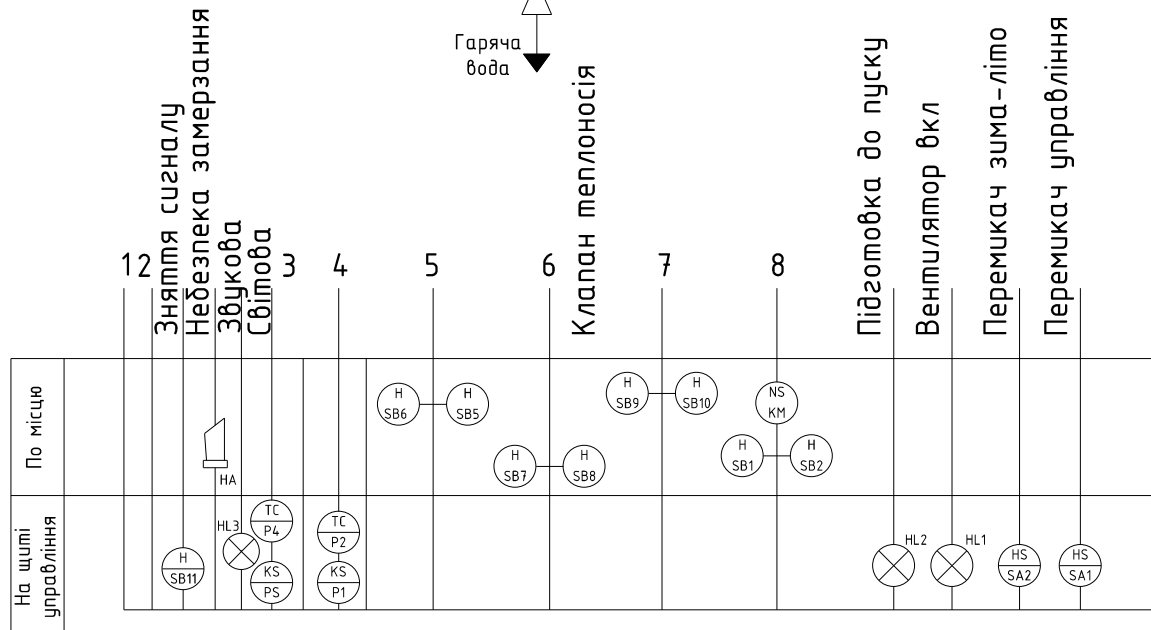 Гаряча
вода
Зняття сигналу
Небезпека замерзання
Звукова
Світова
Клапан теплоносія
Підготовка до пуску
Вентилятор вкл
Перемикач зима-літо
Перемикач управління
1 2 3 4 5 6 7 8
По місцю
H
SB6
H
SB5
H
SB9
H
SB10
NS
KM
H
SB7
H
SB8
H
SB1
H
SB2
HA
На щиті
управління
H
SB11
HL3
TC
P4
KS
PS
TC
P2
KS
P1
HL2
HL1
HS
SA2
HS
SA1